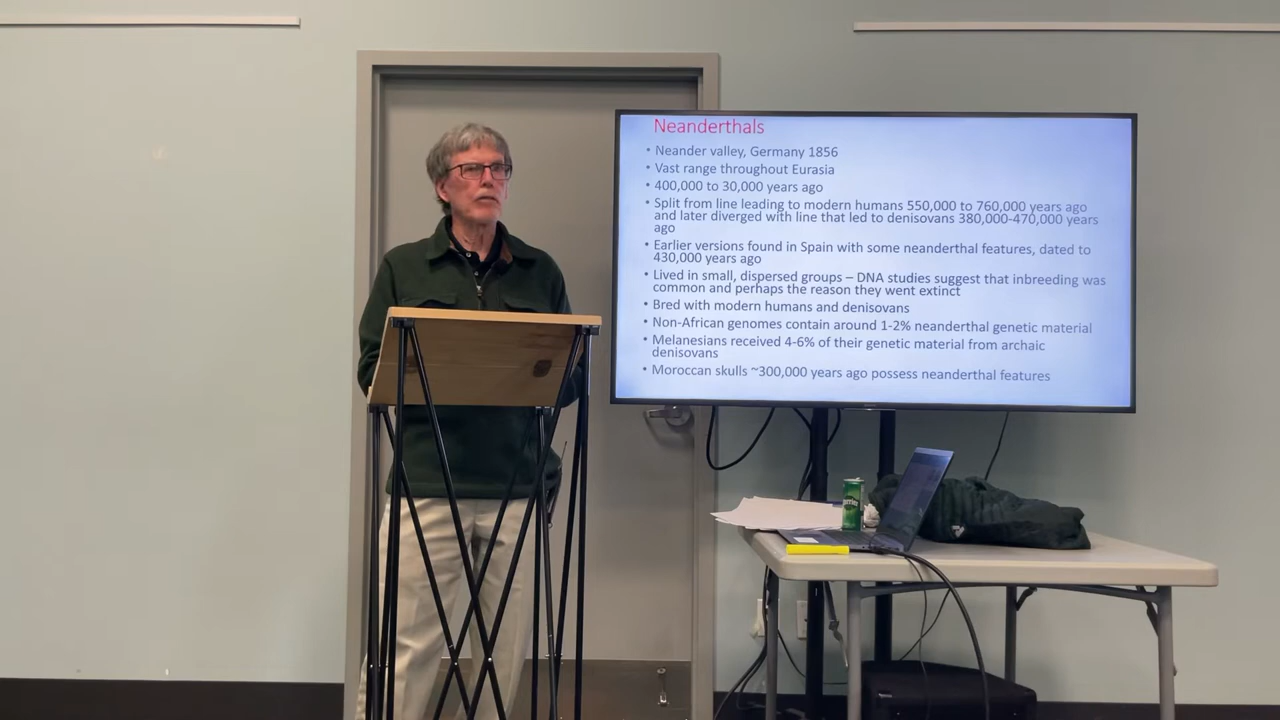 Neanderthals
• Neander valley, Germany 1856
• Vast range throughout Eurasia
• 400,000 to 30,000 years ago
• Split from line leading to modern humans 550,000 to 760,000 years ago
and later diverged with line that led to denisovans 380,000-470,000 years
ago
• Earlier versions found in Spain with some neanderthal features, dated to
430,000 years ago
• Lived in small, dispersed groups – DNA studies suggest that inbreeding was
common and perhaps the reason they went extinct
• Bred with modern humans and denisovans
• Non-African genomes contain around 1-2% neanderthal genetic material
• Melanesians received 4-6% of their genetic material from archaic
denisovans
• Moroccan skulls ~300,000 years ago possess neanderthal features